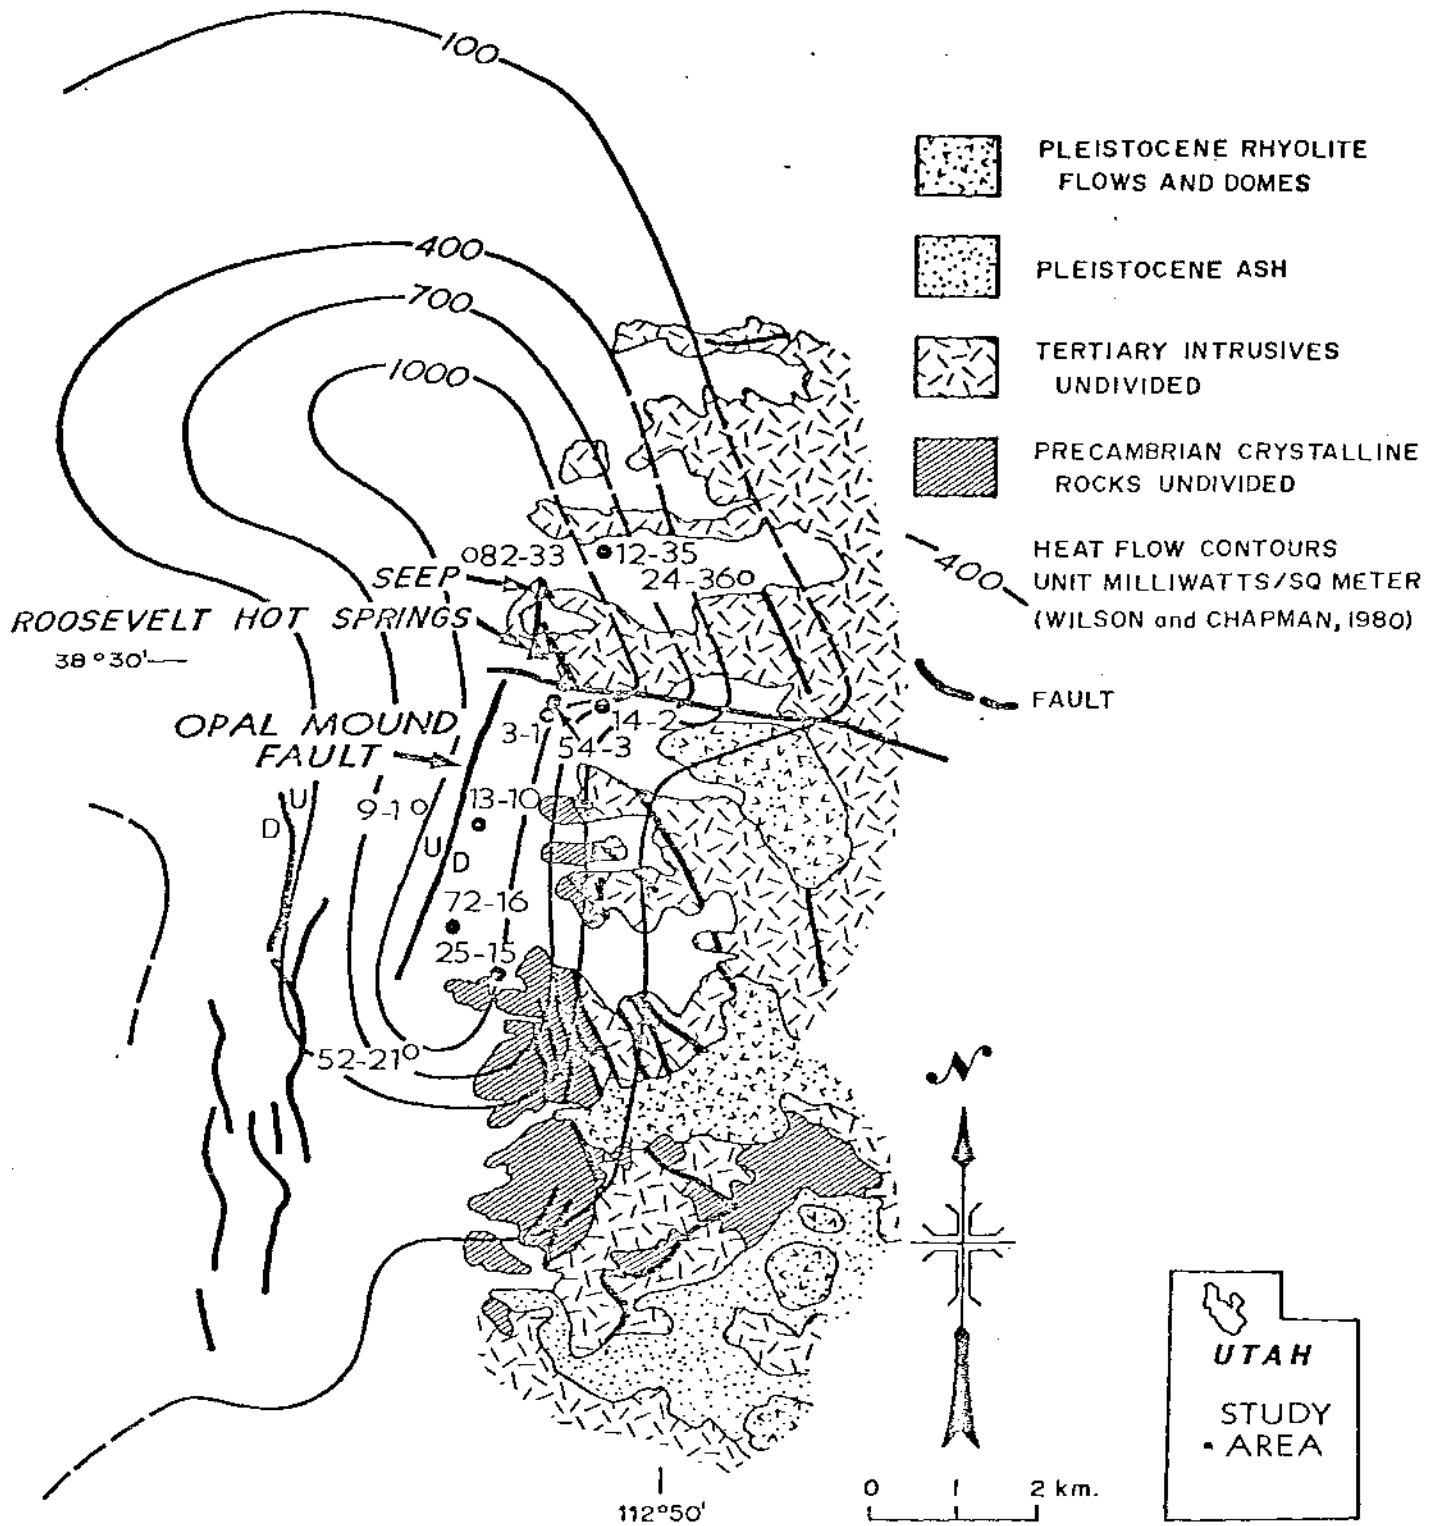 100
400
700
1000
PLEISTOCENE RHYOLITE
FLOWS AND DOMES
PLEISTOCENE ASH
TERTIARY INTRUSIVES
UNDIVIDED
PRECAMBRIAN CRYSTALLINE
ROCKS UNDIVIDED
400
HEAT FLOW CONTOURS
UNIT MILLIWATTS/SQ METER
(WILSON and CHAPMAN, 1980)
FAULT
82-33
12-35
24-36
SEEP
ROOSEVELT HOT SPRINGS
38°30'
OPAL MOUND
FAULT
3-1
14-2
54-3
U
D
9-1
13-10
U
D
72-16
25-15
52-21
N
UTAH
STUDY
AREA
0 1 2 km.
112°50'